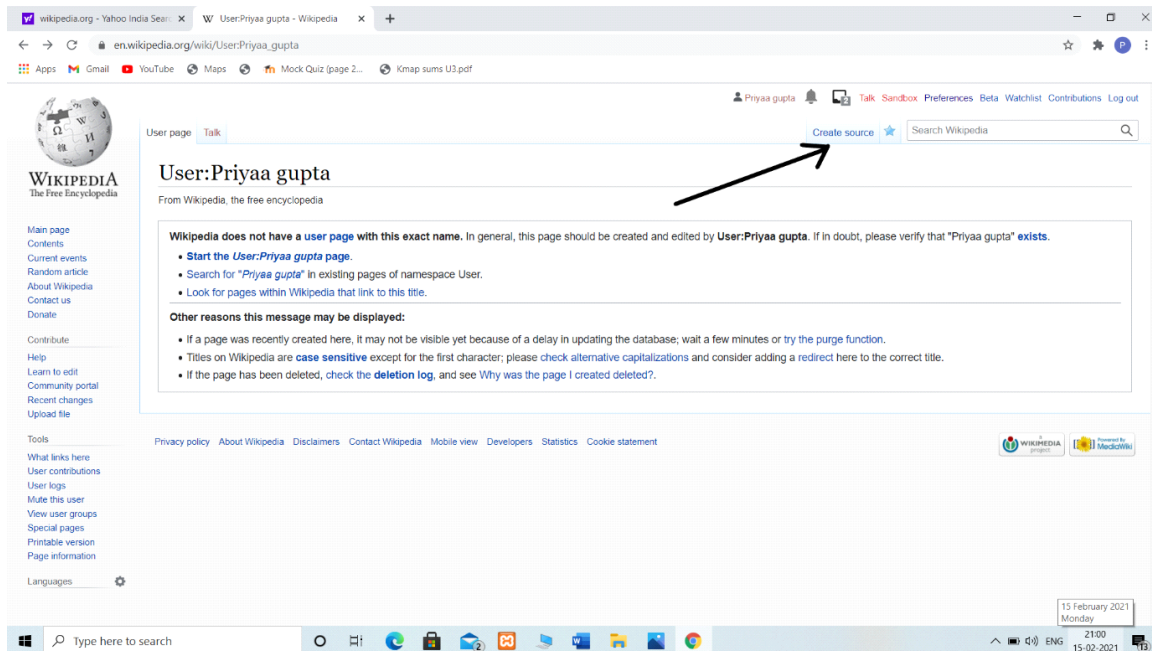 wikipedia.org - Yahoo India Sear
User:Priyaa gupta - Wikipedia
en.wikipedia.org/wiki/User:Priyaa_gupta
P
Apps Gmail YouTube Maps Mock Quiz (page 2... Kmap sums U3.pdf
Priyaa gupta 2 Talk Sandbox Preferences Beta Watchlist Contributions Log out
User page Talk
Create source
Search Wikipedia
WIKIPEDIA
The Free Encyclopedia
User:Priyaa gupta
From Wikipedia, the free encyclopedia
Wikipedia does not have a user page with this exact name. In general, this page should be created and edited by User:Priyaa gupta. If in doubt, please verify that "Priyaa gupta" exists.
• Start the User:Priyaa gupta page.
• Search for "Priyaa gupta" in existing pages of namespace User.
• Look for pages within Wikipedia that link to this title.
Other reasons this message may be displayed:
• If a page was recently created here, it may not be visible yet because of a delay in updating the database; wait a few minutes or try the purge function.
• Titles on Wikipedia are case sensitive except for the first character; please check alternative capitalizations and consider adding a redirect here to the correct title.
• If the page has been deleted, check the deletion log, and see Why was the page I created deleted?.
Main page
Contents
Current events
Random article
About Wikipedia
Contact us
Donate
Contribute
Help
Learn to edit
Community portal
Recent changes
Upload file
Tools
What links here
User contributions
User logs
Mute this user
View user groups
Special pages
Printable version
Page information
Languages
Privacy policy About Wikipedia Disclaimers Contact Wikipedia Mobile view Developers Statistics Cookie statement
A
WIKIMEDIA
project
Powered By
MediaWiki
15 February 2021
Monday
Type here to search
2
ENG
21:00
15-02-2021
13